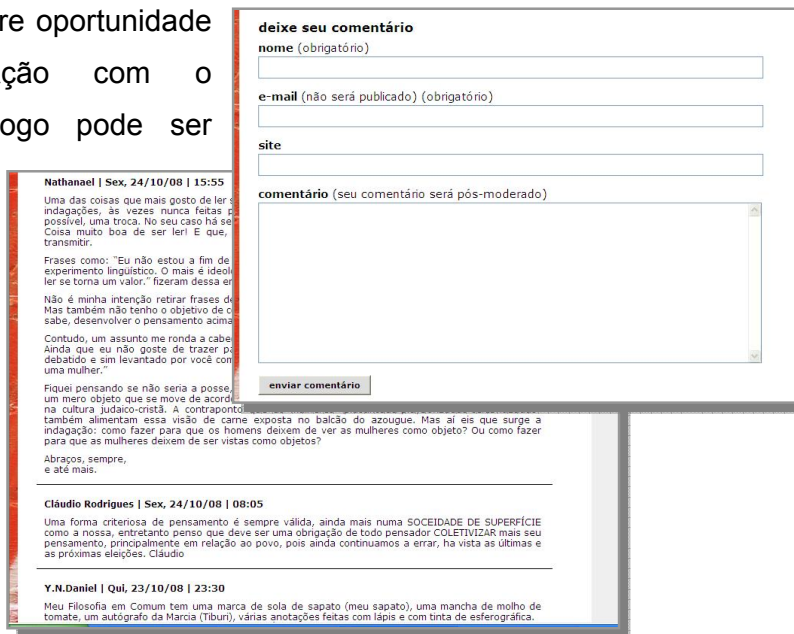 re oportunidade
ção com o
ogo pode ser
deixe seu comentário
nome (obrigatório)
e-mail (não será publicado) (obrigatório)
site
comentário (seu comentário será pós-moderado)
enviar comentário
Nathanael | Sex, 24/10/08 | 15:55
Uma das coisas que mais gosto de ler
indagações, às vezes nunca feitas
possível, uma troca. No seu caso há
Coisa muito boa de ser ler! E que,
transmitir.
Frases como: "Eu não estou a fim de
experimento lingüístico. O mais é
ler se torna um valor." fizeram dessa
Não é minha intenção retirar frases
Mas também não tenho o objetivo de
sabe, desenvolver o pensamento acima
Contudo, um assunto me ronda a
Ainda que eu não goste de trazer
debatido e sim levantado por você
uma mulher."
Fiquei pensando se não seria a posse,
um mero objeto que se move de
na cultura judaico-cristã. A contraponto
também alimentam essa visão de carne exposta no balcão do azougue. Mas aí eis que surge a
indagação: como fazer para que os homens deixem de ver as mulheres como objeto? Ou como fazer
para que as mulheres deixem de ser vistas como objetos?
Abraços, sempre,
e até mais.
Cláudio Rodrigues | Sex, 24/10/08 | 08:05
Uma forma criteriosa de pensamento é sempre válida, ainda mais numa SOCEIDADE DE SUPERFÍCIE
como a nossa, entretanto penso que deve ser uma obrigação de todo pensador COLETIVIZAR mais seu
pensamento, principalmente em relação ao povo, pois ainda continuamos a errar, ha vista as últimas e
as próximas eleições. Cláudio
Y.N.Daniel | Qui, 23/10/08 | 23:30
Meu Filosofia em Comum tem uma marca de sola de sapato (meu sapato), uma mancha de molho de
tomate, um autógrafo da Marcia (Tiburi), várias anotações feitas com lápis e com tinta de esferográfica.